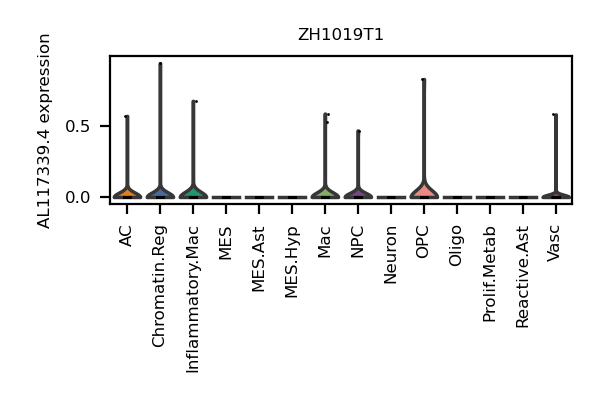 ZH1019T1
AL117339.4 expression
0.5
0.0
AC
Chromatin.Reg
Inflammatory.Mac
MES
MES.Ast
MES.Hyp
Mac
NPC
Neuron
OPC
Oligo
Prolif.Metab
Reactive.Ast
Vasc